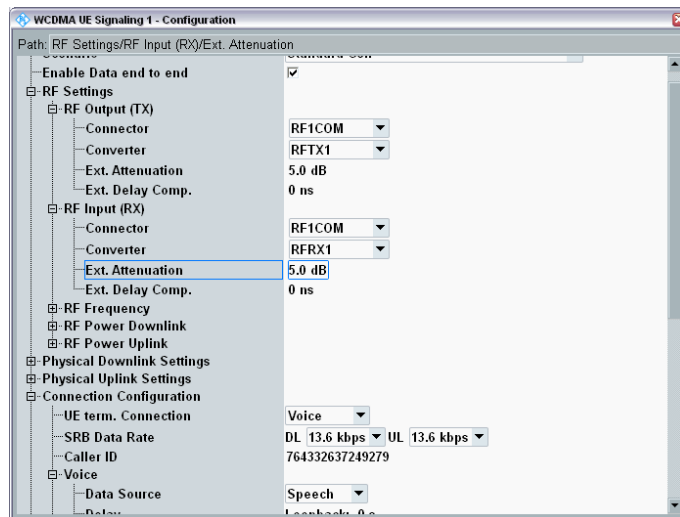 WCDMA UE Signaling 1 - Configuration
Path: RF Settings/RF Input (RX)/Ext. Attenuation
Enable Data end to end
RF Settings
RF Output (TX)
Connector RF1COM
Converter RFTX1
Ext. Attenuation 5.0 dB
Ext. Delay Comp. 0 ns
RF Input (RX)
Connector RF1COM
Converter RFRX1
Ext. Attenuation 5.0 dB
Ext. Delay Comp. 0 ns
RF Frequency
RF Power Downlink
RF Power Uplink
Physical Downlink Settings
Physical Uplink Settings
Connection Configuration
UE term. Connection Voice
SRB Data Rate DL 13.6 kbps UL 13.6 kbps
Caller ID 764332637249279
Voice
Data Source Speech
Delay Loopback: 0 s